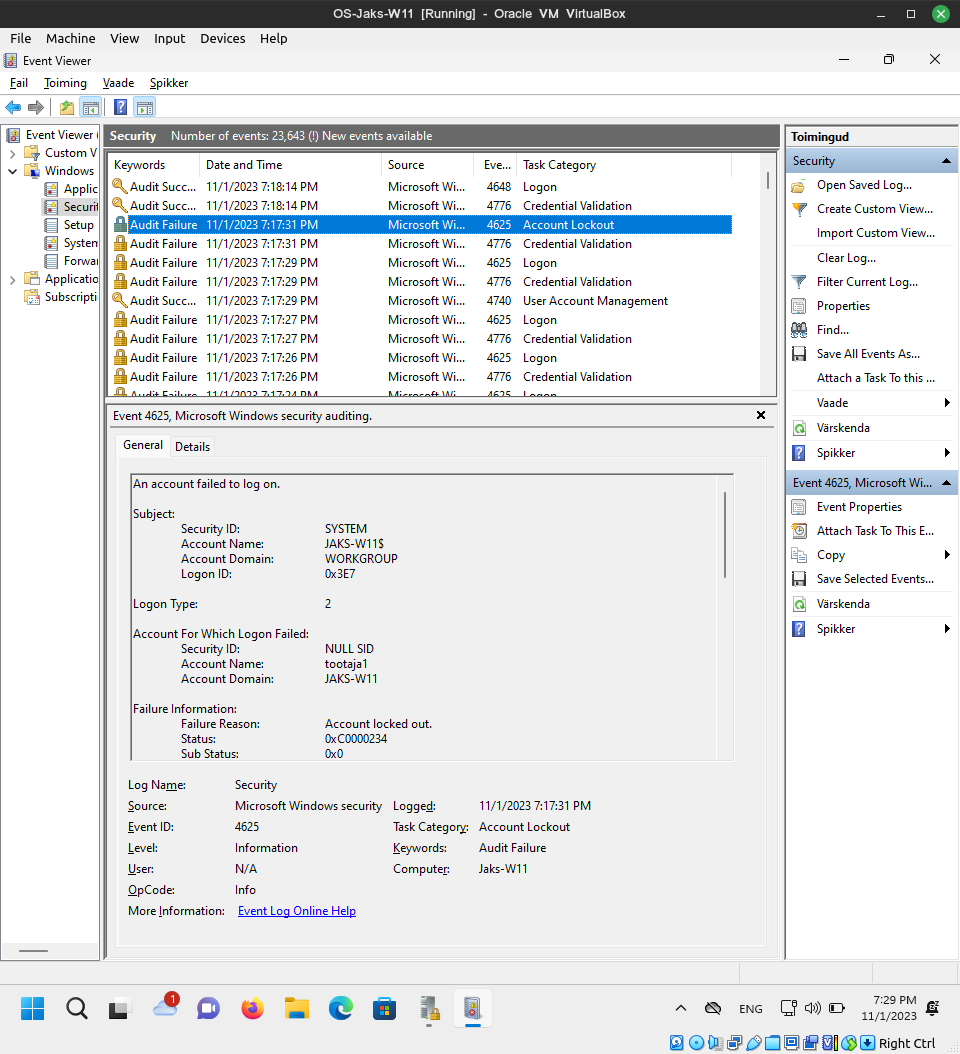 OS-Jaks-W11 [Running] - Oracle VM VirtualBox
File Machine View Input Devices Help
Event Viewer
Fail Toiming Vaade Spikker
Event Viewer (
Custom V
Windows
Applic
Securit
Setup
System
Forwa
Applicatio
Subscripti
Security Number of events: 23,643 (!) New events available
Keywords Date and Time Source Eve... Task Category
Audit Succ... 11/1/2023 7:18:14 PM Microsoft Wi... 4648 Logon
Audit Succ... 11/1/2023 7:18:14 PM Microsoft Wi... 4776 Credential Validation
Audit Failure 11/1/2023 7:17:31 PM Microsoft Wi... 4625 Account Lockout
Audit Failure 11/1/2023 7:17:31 PM Microsoft Wi... 4776 Credential Validation
Audit Failure 11/1/2023 7:17:29 PM Microsoft Wi... 4625 Logon
Audit Failure 11/1/2023 7:17:29 PM Microsoft Wi... 4776 Credential Validation
Audit Succ... 11/1/2023 7:17:29 PM Microsoft Wi... 4740 User Account Management
Audit Failure 11/1/2023 7:17:27 PM Microsoft Wi... 4625 Logon
Audit Failure 11/1/2023 7:17:27 PM Microsoft Wi... 4776 Credential Validation
Audit Failure 11/1/2023 7:17:26 PM Microsoft Wi... 4625 Logon
Audit Failure 11/1/2023 7:17:26 PM Microsoft Wi... 4776 Credential Validation
Audit Failure 11/1/2023 7:17:24 PM Microsoft Wi... 4625 Logon
Event 4625, Microsoft Windows security auditing.
General Details
An account failed to log on.
Subject:
Security ID: SYSTEM
Account Name: JAKS-W11$
Account Domain: WORKGROUP
Logon ID: 0x3E7
Logon Type: 2
Account For Which Logon Failed:
Security ID: NULL SID
Account Name: tootaja1
Account Domain: JAKS-W11
Failure Information:
Failure Reason: Account locked out.
Status: 0xC0000234
Sub Status: 0x0
Log Name: Security
Source: Microsoft Windows security Logged: 11/1/2023 7:17:31 PM
Event ID: 4625 Task Category: Account Lockout
Level: Information Keywords: Audit Failure
User: N/A Computer: Jaks-W11
OpCode: Info
More Information: Event Log Online Help
Toimingud
Security
Open Saved Log...
Create Custom View...
Import Custom View...
Clear Log...
Filter Current Log...
Properties
Find...
Save All Events As...
Attach a Task To this ...
Vaade
Värskenda
Spikker
Event 4625, Microsoft Wi...
Event Properties
Attach Task To This E...
Copy
Save Selected Events...
Värskenda
Spikker
1
ENG
7:29 PM
11/1/2023
Right Ctrl